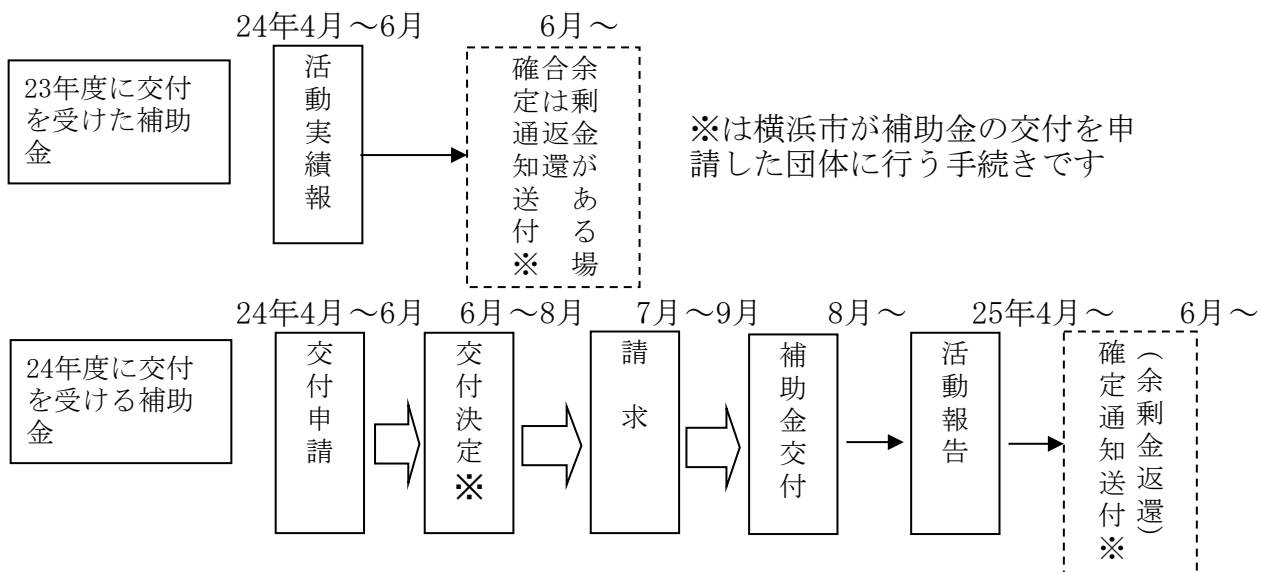 24年4月～6月
6月～
23年度に交付
を受けた補助
金
活動実績報
余剰金がある場
合は返還
確定通知送付※
※は横浜市が補助金の交付を申
請した団体に行う手続きです
24年4月～6月
6月～8月
7月～9月
8月～
25年4月～
6月～
24年度に交付
を受ける補助
金
交付申請
交付決定※
請求
補助金交付
活動報告
（余剰金返還）
確定通知送付※